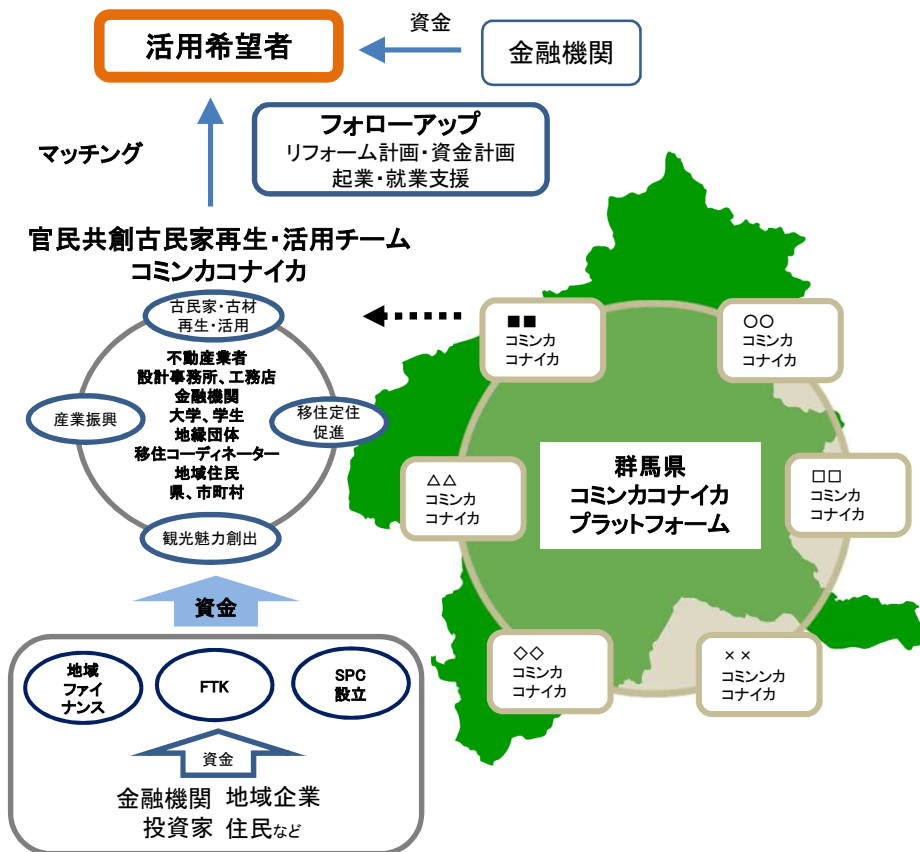 活用希望者
資金
金融機関
マッチング
フォローアップ
リフォーム計画・資金計画
起業・就業支援
官民共創古民家再生・活用チーム
コミンカコナイカ
古民家・古材
再生・活用
不動産業者
設計事務所、工務店
金融機関
大学、学生
地縁団体
移住コーディネーター
地域住民
県、市町村
産業振興
移住定住
促進
観光魅力創出
資金
地域
ファイ
ナンス
FTK
SPC
設立
資金
金融機関 地域企業
投資家 住民など
■■
コミンカ
コナイカ
○○
コミンカ
コナイカ
△△
コミンカ
コナイカ
群馬県
コミンカコナイカ
プラットフォーム
□□
コミンカ
コナイカ
◇◇
コミンカ
コナイカ
××
コミンンカ
コナイカ